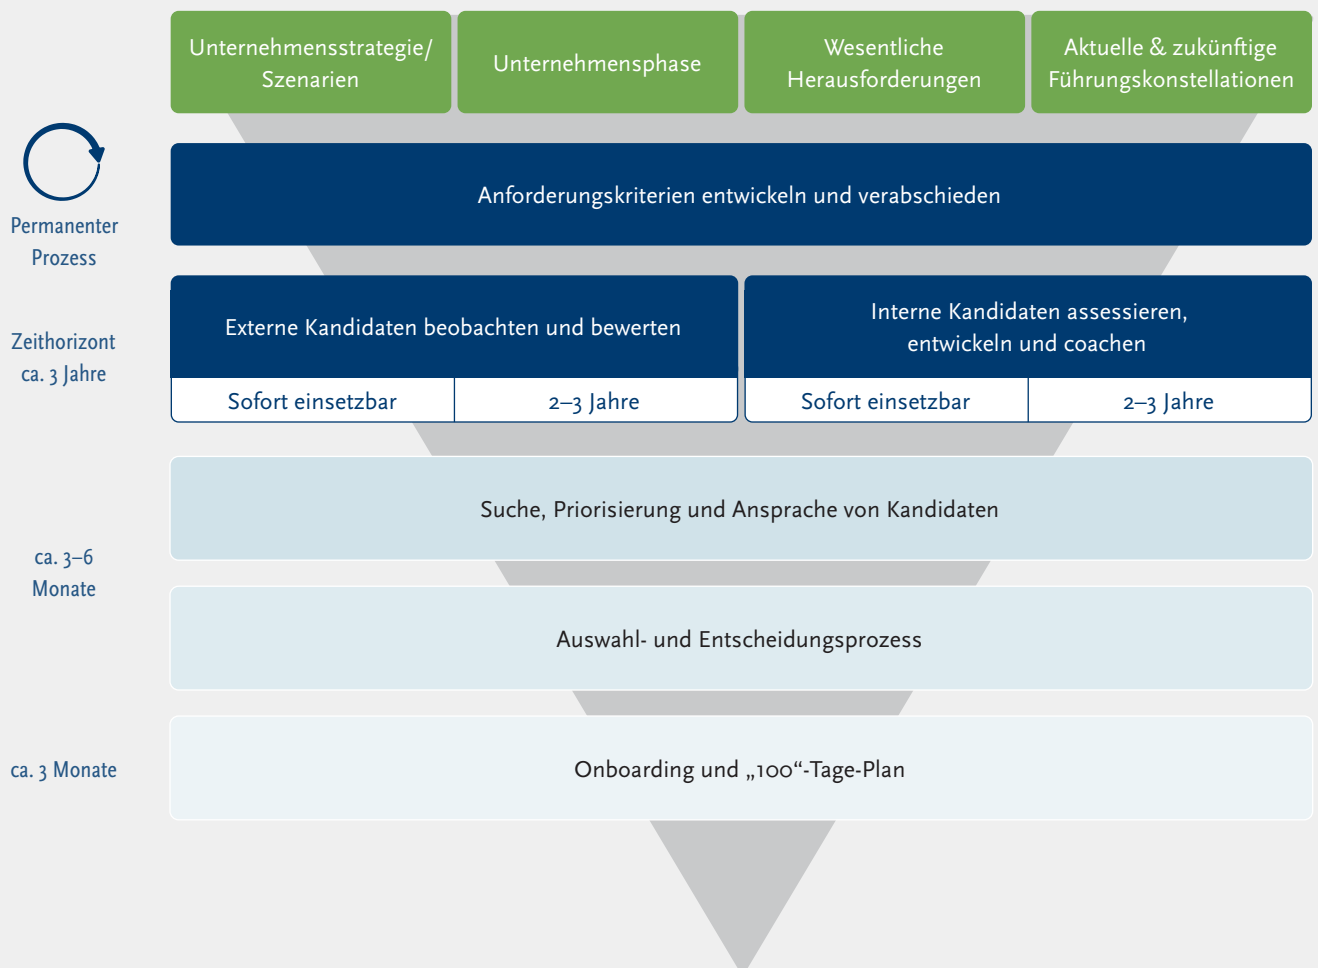 Unternehmensstrategie/
Szenarien
Unternehmensphase
Wesentliche
Herausforderungen
Aktuelle & zukünftige
Führungskonstellationen
Permanenter
Prozess
Anforderungskriterien entwickeln und verabschieden
Zeithorizont
ca. 3 Jahre
Externe Kandidaten beobachten und bewerten
Interne Kandidaten assessieren,
entwickeln und coachen
Sofort einsetzbar
2–3 Jahre
Sofort einsetzbar
2–3 Jahre
ca. 3–6
Monate
Suche, Priorisierung und Ansprache von Kandidaten
Auswahl- und Entscheidungsprozess
ca. 3 Monate
Onboarding und „100“-Tage-Plan